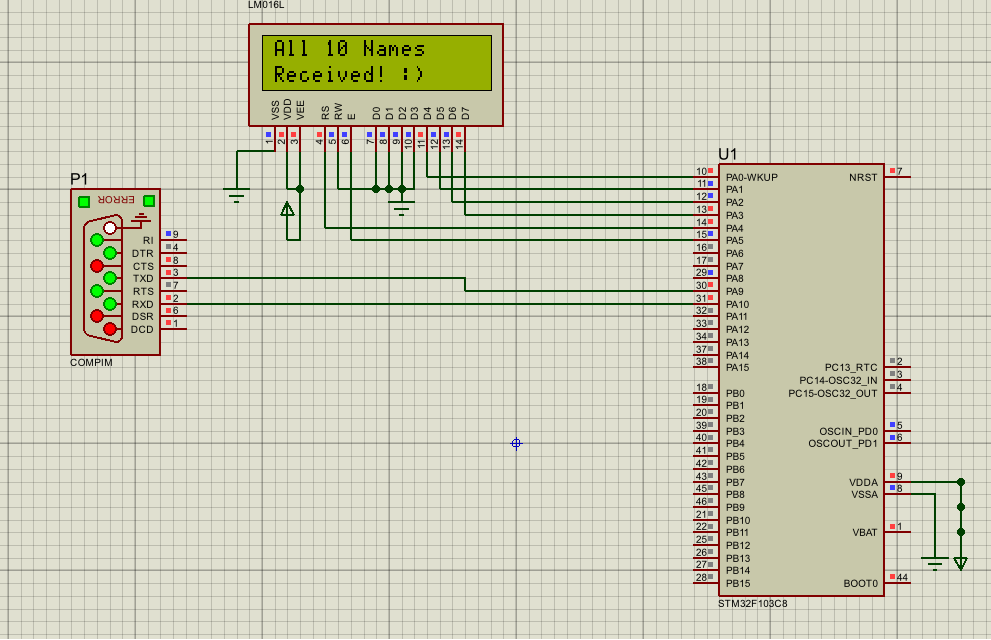 LM016L
All 10 Names
Received! :)
VSS
VDD
VEE
RS
RW
E
D0
D1
D2
D3
D4
D5
D6
D7
1
2
3
4
5
6
7
8
9
10
11
12
13
14
P1
ERROR
RI 9
DTR 4
CTS 8
TXD 3
RTS 7
RXD 2
DSR 6
DCD 1
COMPIM
U1
10 PA0-WKUP
11 PA1
12 PA2
13 PA3
14 PA4
15 PA5
16 PA6
17 PA7
29 PA8
30 PA9
31 PA10
32 PA11
33 PA12
34 PA13
37 PA14
38 PA15
18 PB0
19 PB1
20 PB2
39 PB3
40 PB4
41 PB5
42 PB6
43 PB7
45 PB8
46 PB9
21 PB10
22 PB11
25 PB12
26 PB13
27 PB14
28 PB15
NRST 7
PC13_RTC 2
PC14-OSC32_IN 3
PC15-OSC32_OUT 4
OSCIN_PD0 5
OSCOUT_PD1 6
VDDA 9
VSSA 8
VBAT 1
BOOT0 44
STM32F103C8